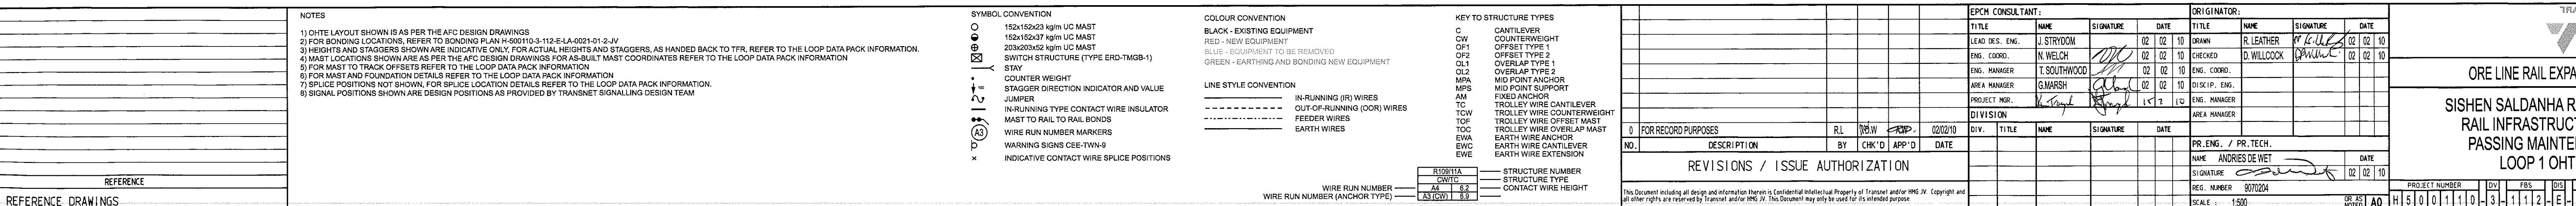 REFERENCE
REFERENCE DRAWINGS
NOTES
1) OHTE LAYOUT SHOWN IS AS PER THE AFC DESIGN DRAWINGS
2) FOR BONDING LOCATIONS, REFER TO BONDING PLAN H-500110-3-112-E-LA-0021-01-2-JV
3) HEIGHTS AND STAGGERS SHOWN ARE INDICATIVE ONLY, FOR ACTUAL HEIGHTS AND STAGGERS, AS HANDED BACK TO TFR, REFER TO THE LOOP DATA PACK INFORMATION.
4) MAST LOCATIONS SHOWN ARE AS PER THE AFC DESIGN DRAWINGS FOR AS-BUILT MAST COORDINATES REFER TO THE LOOP DATA PACK INFORMATION
5) FOR MAST TO TRACK OFFSETS REFER TO THE LOOP DATA PACK INFORMATION
6) FOR MAST AND FOUNDATION DETAILS REFER TO THE LOOP DATA PACK INFORMATION
7) SPLICE POSITIONS NOT SHOWN, FOR SPLICE LOCATION DETAILS REFER TO THE LOOP DATA PACK INFORMATION.
8) SIGNAL POSITIONS SHOWN ARE DESIGN POSITIONS AS PROVIDED BY TRANSNET SIGNALLING DESIGN TEAM
SYMBOL CONVENTION
152x152x23 kg/m UC MAST
152x152x37 kg/m UC MAST
203x203x52 kg/m UC MAST
SWITCH STRUCTURE (TYPE ERD-TMGB-1)
STAY
COUNTER WEIGHT
STAGGER DIRECTION INDICATOR AND VALUE
JUMPER
IN-RUNNING TYPE CONTACT WIRE INSULATOR
MAST TO RAIL TO RAIL BONDS
A3 WIRE RUN NUMBER MARKERS
WARNING SIGNS CEE-TWN-9
INDICATIVE CONTACT WIRE SPLICE POSITIONS
COLOUR CONVENTION
BLACK - EXISTING EQUIPMENT
RED - NEW EQUIPMENT
BLUE - EQUIPMENT TO BE REMOVED
GREEN - EARTHING AND BONDING NEW EQUIPMENT
LINE STYLE CONVENTION
IN-RUNNING (IR) WIRES
OUT-OF-RUNNING (OOR) WIRES
FEEDER WIRES
EARTH WIRES
KEY TO STRUCTURE TYPES
C CANTILEVER
CW COUNTERWEIGHT
OF1 OFFSET TYPE 1
OF2 OFFSET TYPE 2
OL1 OVERLAP TYPE 1
OL2 OVERLAP TYPE 2
MPA MID POINT ANCHOR
MPS MID POINT SUPPORT
AM FIXED ANCHOR
TC TROLLEY WIRE CANTILEVER
TCW TROLLEY WIRE COUNTERWEIGHT
TOF TROLLEY WIRE OFFSET MAST
TOC TROLLEY WIRE OVERLAP MAST
EWA EARTH WIRE ANCHOR
EWC EARTH WIRE CANTILEVER
EWE EARTH WIRE EXTENSION
R109/11A STRUCTURE NUMBER
CW/TC STRUCTURE TYPE
WIRE RUN NUMBER A4 6.2 CONTACT WIRE HEIGHT
WIRE RUN NUMBER (ANCHOR TYPE) A3 (CW) 6.9
0 FOR RECORD PURPOSES R.L D.W 02/02/10
NO. DESCRIPTION BY CHK'D APP'D DATE
REVISIONS / ISSUE AUTHORIZATION
This Document including all design and information therein is Confidential Intellectual Property of Transnet and/or HMG JV. Copyright and
all other rights are reserved by Transnet and/or HMG JV. This Document may only be used for its intended purpose.
EPCM CONSULTANT:
TITLE NAME SIGNATURE DATE
LEAD DES. ENG. J. STRYDOM 02 02 10
ENG. COORD. N. WELCH 02 02 10
ENG. MANAGER T. SOUTHWOOD 02 02 10
AREA MANAGER G.MARSH 02 02 10
PROJECT MGR. 15 2 10
DIVISION
DIV. TITLE NAME SIGNATURE DATE
ORIGINATOR:
TITLE NAME SIGNATURE DATE
DRAWN R. LEATHER 02 02 10
CHECKED D. WILLCOCK 02 02 10
ENG. COORD.
DISCIP. ENG.
ENG. MANAGER
AREA MANAGER
PR.ENG. / PR.TECH.
NAME ANDRIES DE WET DATE
SIGNATURE 02 02 10
REG. NUMBER 9070204
SCALE : 1:500 OR AS NOTED A0
TRA
ORE LINE RAIL EXPA
SISHEN SALDANHA R
RAIL INFRASTRUCT
PASSING MAINTE
LOOP 1 OHT
PROJECT NUMBER DV FBS DIS
H 5 0 0 1 1 0 - 3 - 1 1 2 - E -